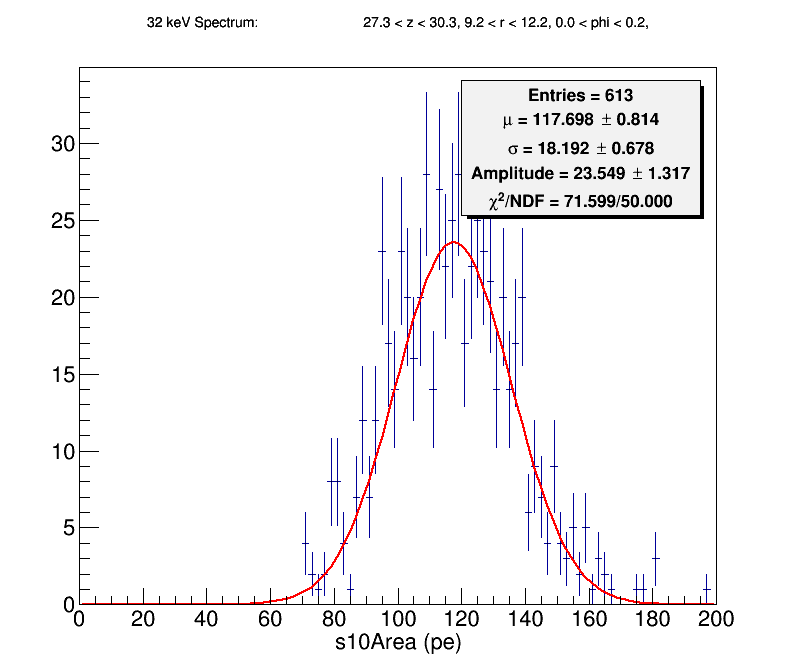 32 keV Spectrum: 27.3 < z < 30.3, 9.2 < r < 12.2, 0.0 < phi < 0.2,
Entries = 613
μ = 117.698 ± 0.814
σ = 18.192 ± 0.678
Amplitude = 23.549 ± 1.317
χ²/NDF = 71.599/50.000
30
25
20
15
10
5
0
0 20 40 60 80 100 120 140 160 180 200
s10Area (pe)